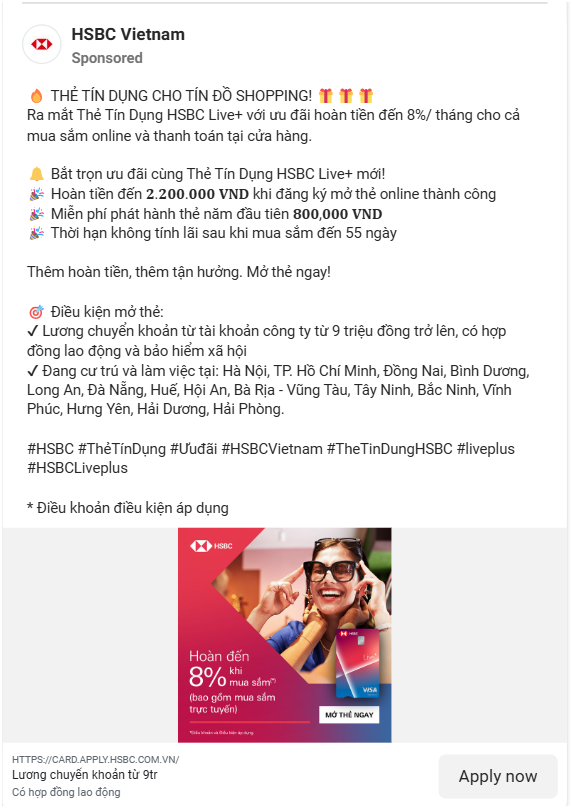 HSBC Vietnam
Sponsored
🔥 THẺ TÍN DỤNG CHO TÍN ĐỒ SHOPPING! 🎁 🎁 🎁
Ra mắt Thẻ Tín Dụng HSBC Live+ với ưu đãi hoàn tiền đến 8%/ tháng cho cả
mua sắm online và thanh toán tại cửa hàng.
🔔 Bắt trọn ưu đãi cùng Thẻ Tín Dụng HSBC Live+ mới!
🎉 Hoàn tiền đến 2.200.000 VND khi đăng ký mở thẻ online thành công
🎉 Miễn phí phát hành thẻ năm đầu tiên 800,000 VND
🎉 Thời hạn không tính lãi sau khi mua sắm đến 55 ngày
Thêm hoàn tiền, thêm tận hưởng. Mở thẻ ngay!
🎯 Điều kiện mở thẻ:
✓ Lương chuyển khoản từ tài khoản công ty từ 9 triệu đồng trở lên, có hợp
đồng lao động và bảo hiểm xã hội
✓ Đang cư trú và làm việc tại: Hà Nội, TP. Hồ Chí Minh, Đồng Nai, Bình Dương,
Long An, Đà Nẵng, Huế, Hội An, Bà Rịa - Vũng Tàu, Tây Ninh, Bắc Ninh, Vĩnh
Phúc, Hưng Yên, Hải Dương, Hải Phòng.
#HSBC #ThẻTínDụng #Ưuđãi #HSBCVietnam #TheTinDungHSBC #liveplus
#HSBCLiveplus
* Điều khoản điều kiện áp dụng
HSBC
Hoàn đến
8% khi mua sắm(*)
(bao gồm mua sắm
trực tuyến)
VISA
MỞ THẺ NGAY
*Điều khoản và Điều kiện áp dụng
HTTPS://CARD.APPLY.HSBC.COM.VN/
Lương chuyển khoản từ 9tr
Có hợp đồng lao động
Apply now